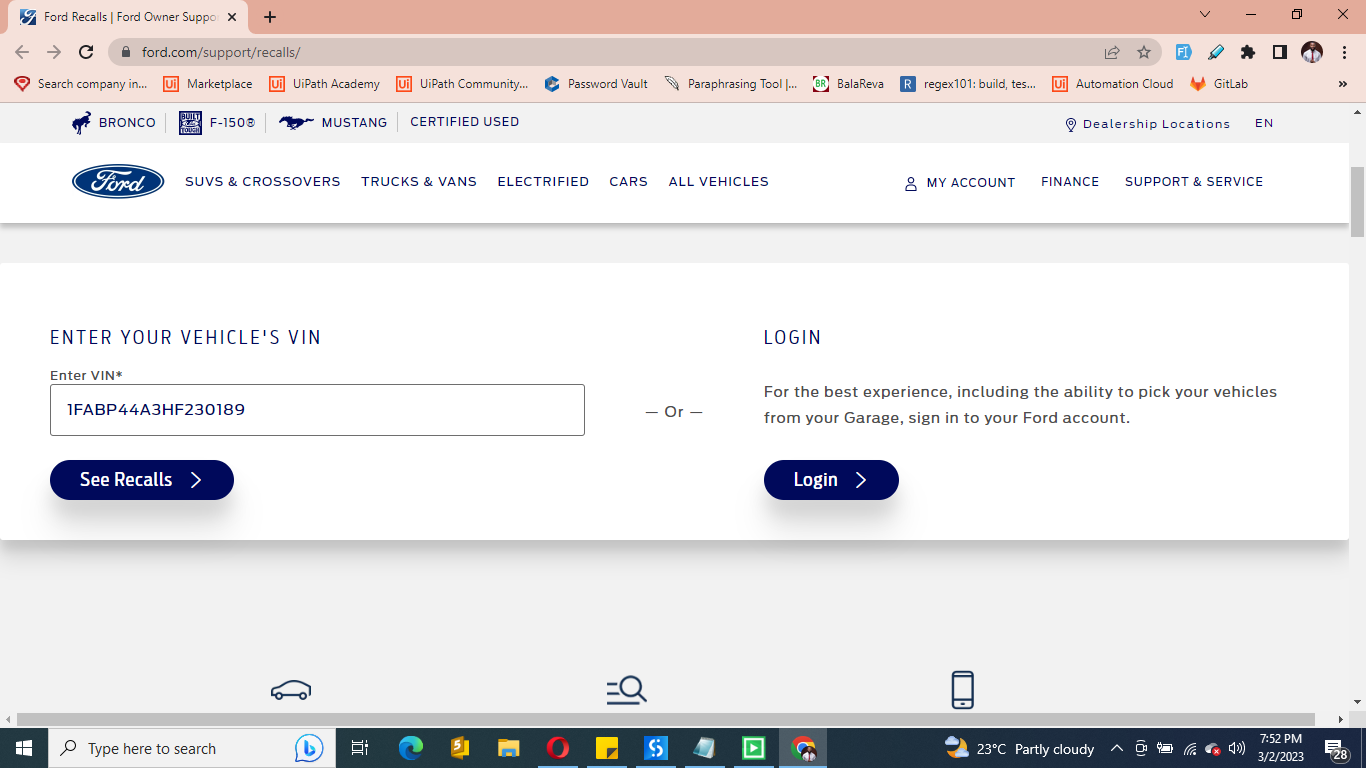 Ford Recalls | Ford Owner Suppo
ford.com/support/recalls/
Search company in...
Marketplace
UiPath Academy
UiPath Community...
Password Vault
Paraphrasing Tool |...
BR
BalaReva
R
regex101: build, tes...
Automation Cloud
GitLab
BRONCO
BUILT Ford TOUGH
F-150®
MUSTANG
CERTIFIED USED
Dealership Locations
EN
Ford
SUVS & CROSSOVERS
TRUCKS & VANS
ELECTRIFIED
CARS
ALL VEHICLES
MY ACCOUNT
FINANCE
SUPPORT & SERVICE
ENTER YOUR VEHICLE'S VIN
Enter VIN*
1FABP44A3HF230189
See Recalls
— Or —
LOGIN
For the best experience, including the ability to pick your vehicles
from your Garage, sign in to your Ford account.
Login
Type here to search
23°C Partly cloudy
7:52 PM
3/2/2023
28